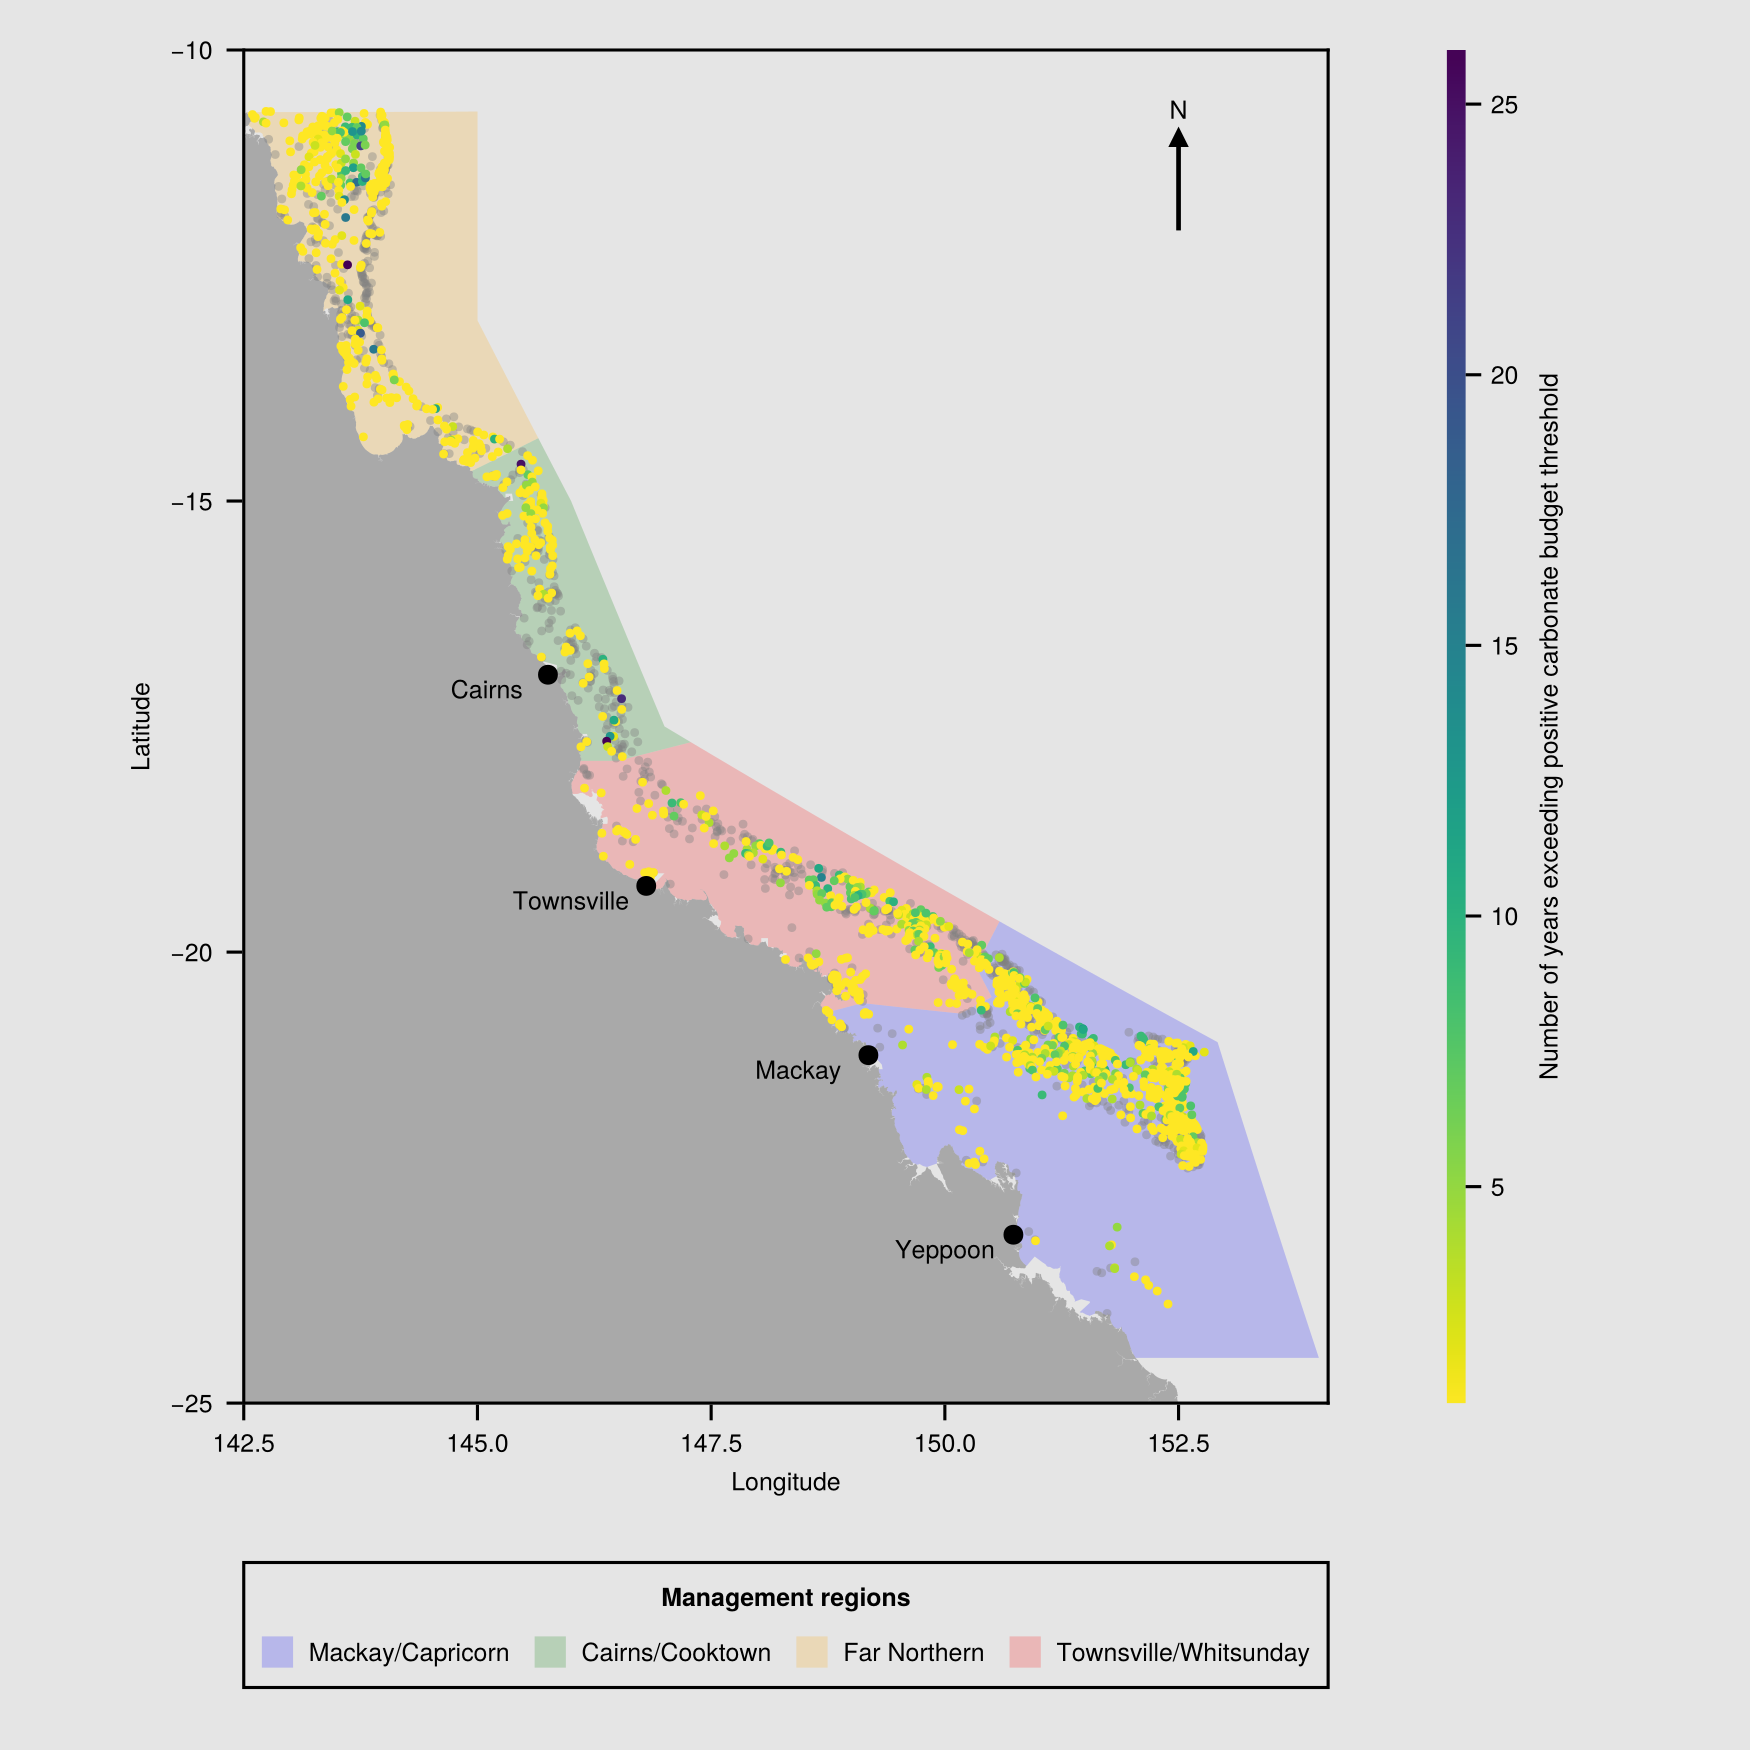 −10
−15
−20
−25
Latitude
142.5
145.0
147.5
150.0
152.5
Longitude
N
Cairns
Townsville
Mackay
Yeppoon
25
20
15
10
5
Number of years exceeding positive carbonate budget threshold
Management regions
Mackay/Capricorn
Cairns/Cooktown
Far Northern
Townsville/Whitsunday